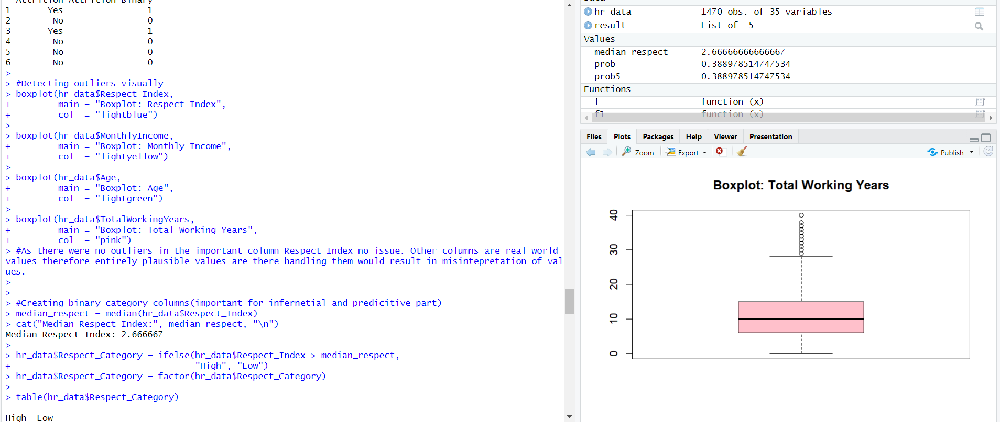 Attrition Attrition_Binary
1       Yes                1
2        No                0
3       Yes                1
4        No                0
5        No                0
6        No                0
>
> #Detecting outliers visually
> boxplot(hr_data$Respect_Index,
+         main = "Boxplot: Respect Index",
+         col  = "lightblue")
>
> boxplot(hr_data$MonthlyIncome,
+         main = "Boxplot: Monthly Income",
+         col  = "lightyellow")
>
> boxplot(hr_data$Age,
+         main = "Boxplot: Age",
+         col  = "lightgreen")
>
> boxplot(hr_data$TotalWorkingYears,
+         main = "Boxplot: Total Working Years",
+         col  = "pink")
> #As there were no outliers in the important column Respect_Index no issue. Other columns are real world
values therefore entirely plausible values are there handling them would result in misintepretation of val
ues.
>
>
> #Creating binary category columns(important for infernetial and predicitive part)
> median_respect = median(hr_data$Respect_Index)
> cat("Median Respect Index:", median_respect, "\n")
Median Respect Index: 2.666667
>
> hr_data$Respect_Category = ifelse(hr_data$Respect_Index > median_respect,
+                                   "High", "Low")
> hr_data$Respect_Category = factor(hr_data$Respect_Category)
>
> table(hr_data$Respect_Category)
High  Low
Data
hr_data 1470 obs. of 35 variables
result List of  5
Values
median_respect 2.66666666666667
prob 0.388978514747534
prob5 0.388978514747534
Functions
f function (x)
f1 function (x)
Files Plots Packages Help Viewer Presentation
Zoom Export Publish
Boxplot: Total Working Years
40
30
20
10
0